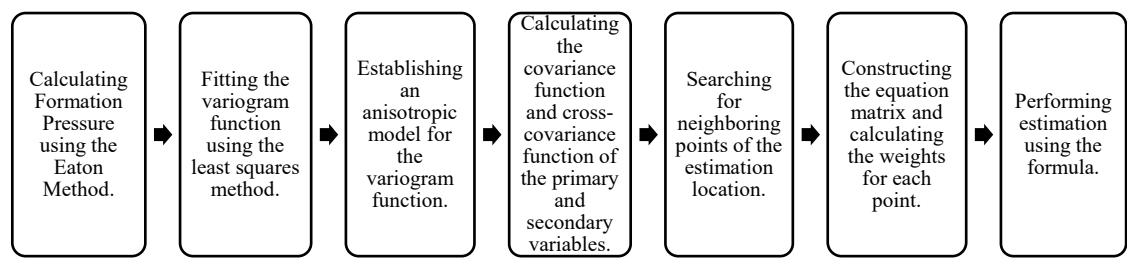 Calculating
Formation
Pressure
using the
Eaton
Method.
Fitting the
variogram
function
using the
least squares
method.
Establishing
an
anisotropic
model for
the
variogram
function.
Calculating
the
covariance
function
and cross-
covariance
function of
the primary
and
secondary
variables.
Searching
for
neighboring
points of the
estimation
location.
Constructing
the equation
matrix and
calculating
the weights
for each
point.
Performing
estimation
using the
formula.